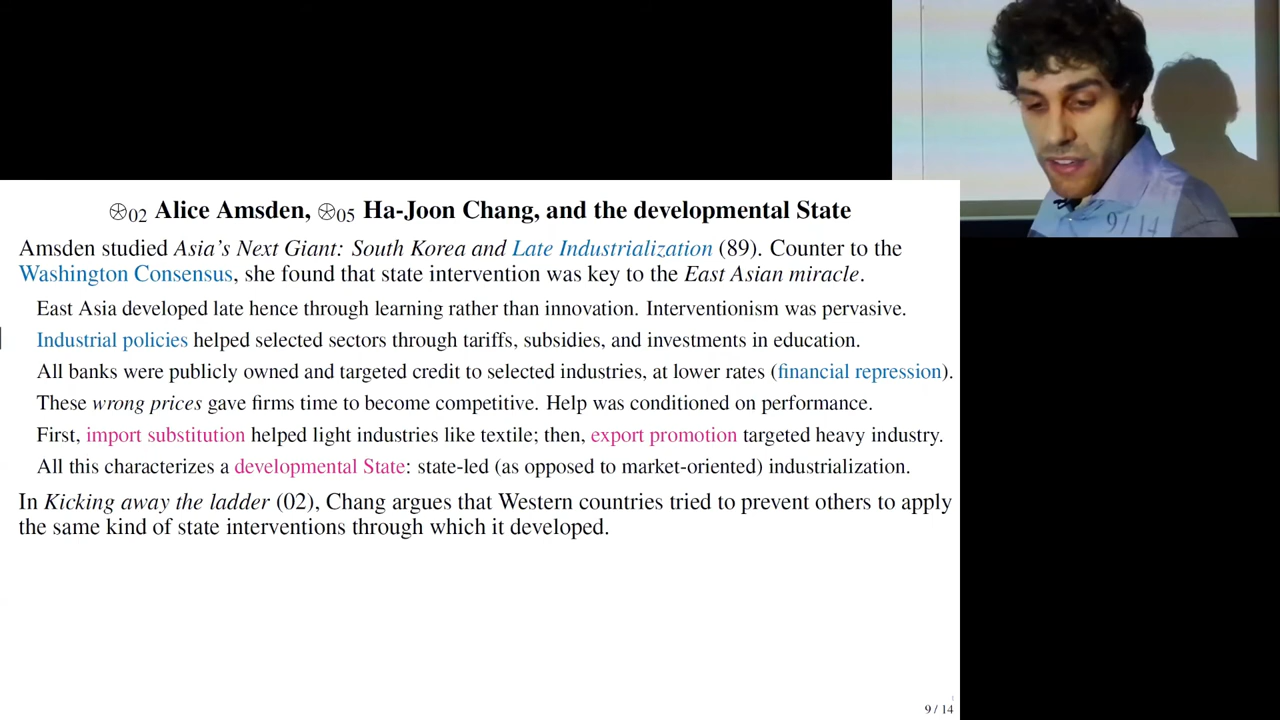 ⊛02 Alice Amsden, ⊛05 Ha-Joon Chang, and the developmental State
Amsden studied Asia's Next Giant: South Korea and Late Industrialization (89). Counter to the
Washington Consensus, she found that state intervention was key to the East Asian miracle.
East Asia developed late hence through learning rather than innovation. Interventionism was pervasive.
Industrial policies helped selected sectors through tariffs, subsidies, and investments in education.
All banks were publicly owned and targeted credit to selected industries, at lower rates (financial repression).
These wrong prices gave firms time to become competitive. Help was conditioned on performance.
First, import substitution helped light industries like textile; then, export promotion targeted heavy industry.
All this characterizes a developmental State: state-led (as opposed to market-oriented) industrialization.
In Kicking away the ladder (02), Chang argues that Western countries tried to prevent others to apply
the same kind of state interventions through which it developed.
9 / 14
9/14